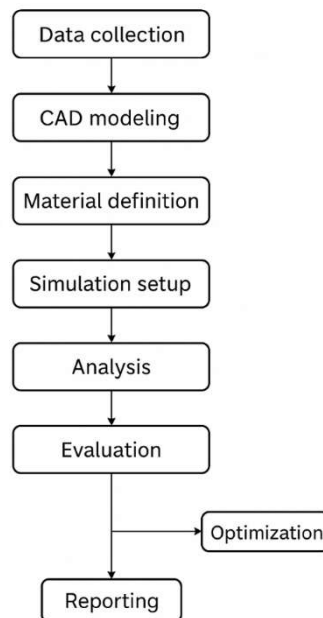 Data collection
CAD modeling
Material definition
Simulation setup
Analysis
Evaluation
Optimization
Reporting